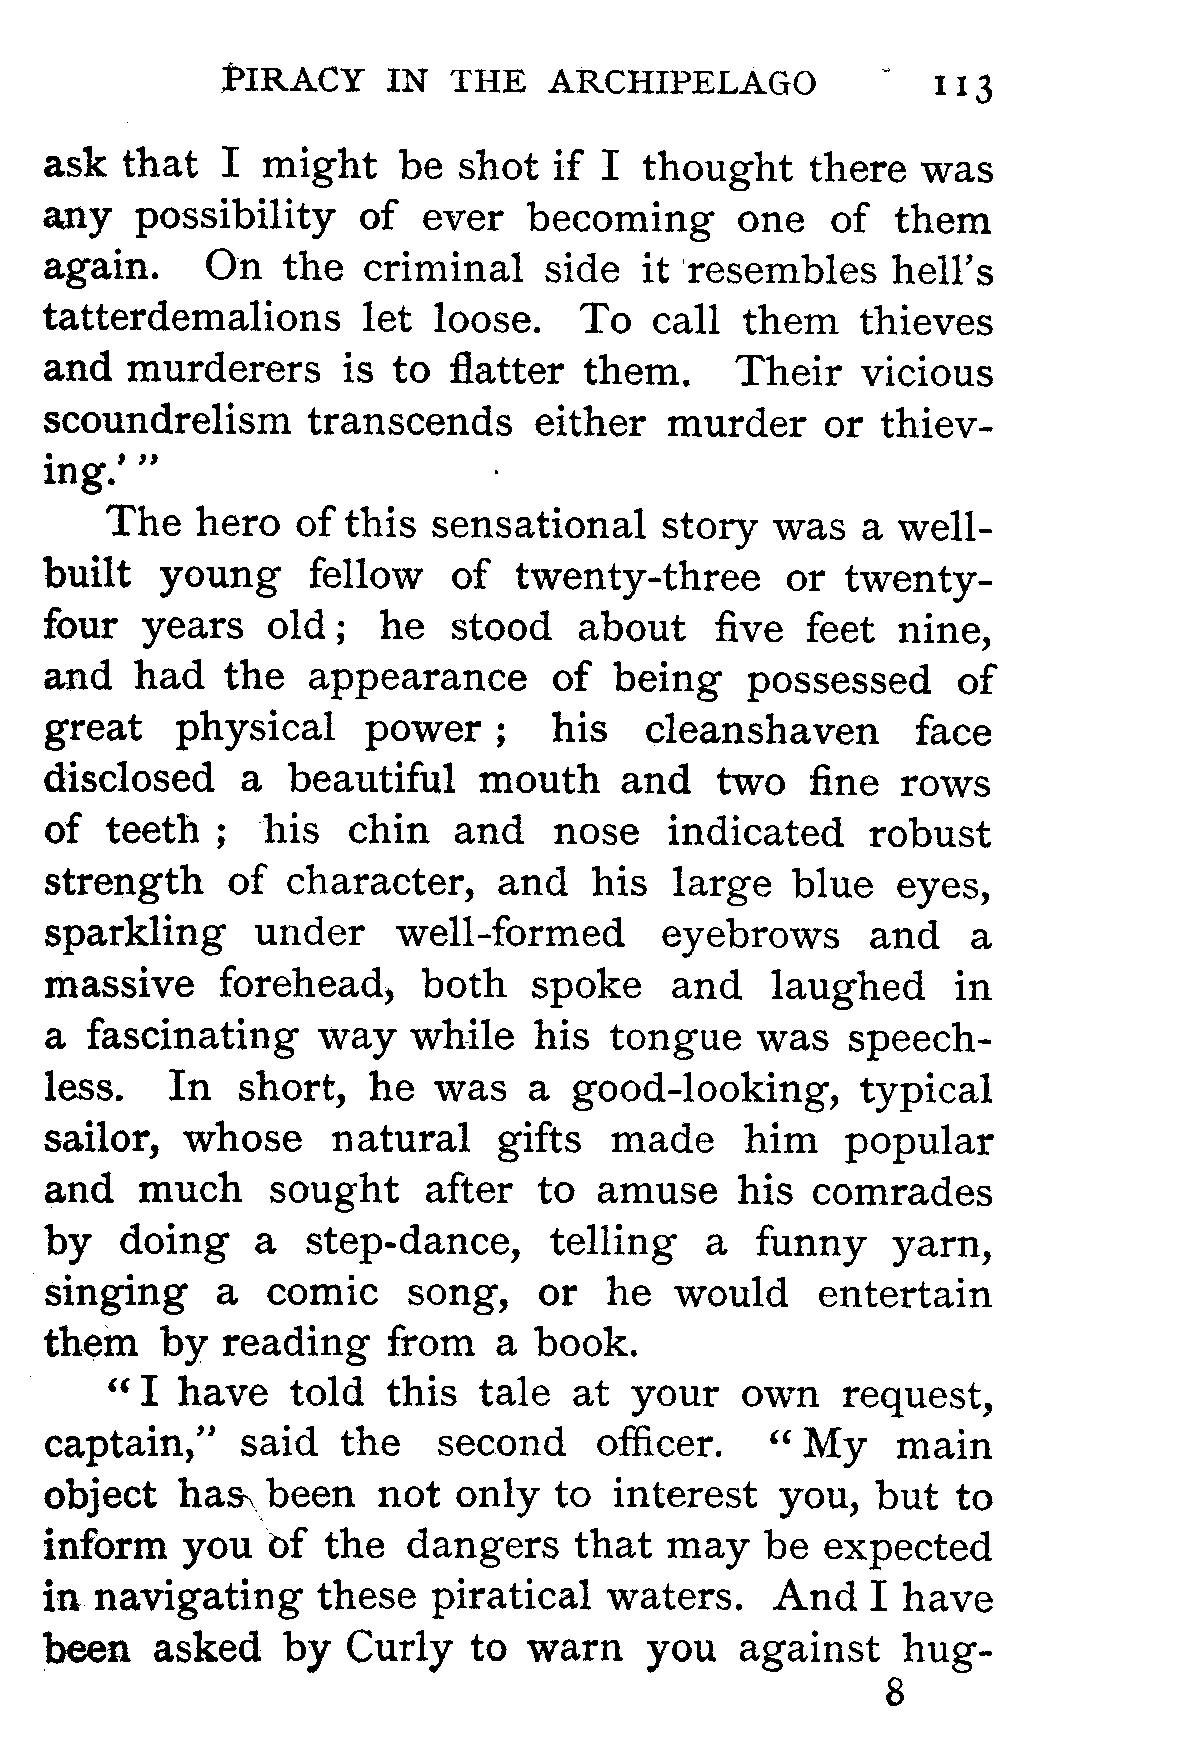 PIRACY IN THE ARCHIPELAGO 113
ask that I might be shot if I thought there was
any possibility of ever becoming one of them
again. On the criminal side it resembles hell's
tatterdemalions let loose. To call them thieves
and murderers is to flatter them. Their vicious
scoundrelism transcends either murder or thiev-
ing.' "
The hero of this sensational story was a well-
built young fellow of twenty-three or twenty-
four years old ; he stood about five feet nine,
and had the appearance of being possessed of
great physical power ; his cleanshaven face
disclosed a beautiful mouth and two fine rows
of teeth ; his chin and nose indicated robust
strength of character, and his large blue eyes,
sparkling under well-formed eyebrows and a
massive forehead, both spoke and laughed in
a fascinating way while his tongue was speech-
less. In short, he was a good-looking, typical
sailor, whose natural gifts made him popular
and much sought after to amuse his comrades
by doing a step-dance, telling a funny yarn,
singing a comic song, or he would entertain
them by reading from a book.
“ I have told this tale at your own request,
captain,” said the second officer. “ My main
object has been not only to interest you, but to
inform you of the dangers that may be expected
in navigating these piratical waters. And I have
been asked by Curly to warn you against hug-
8